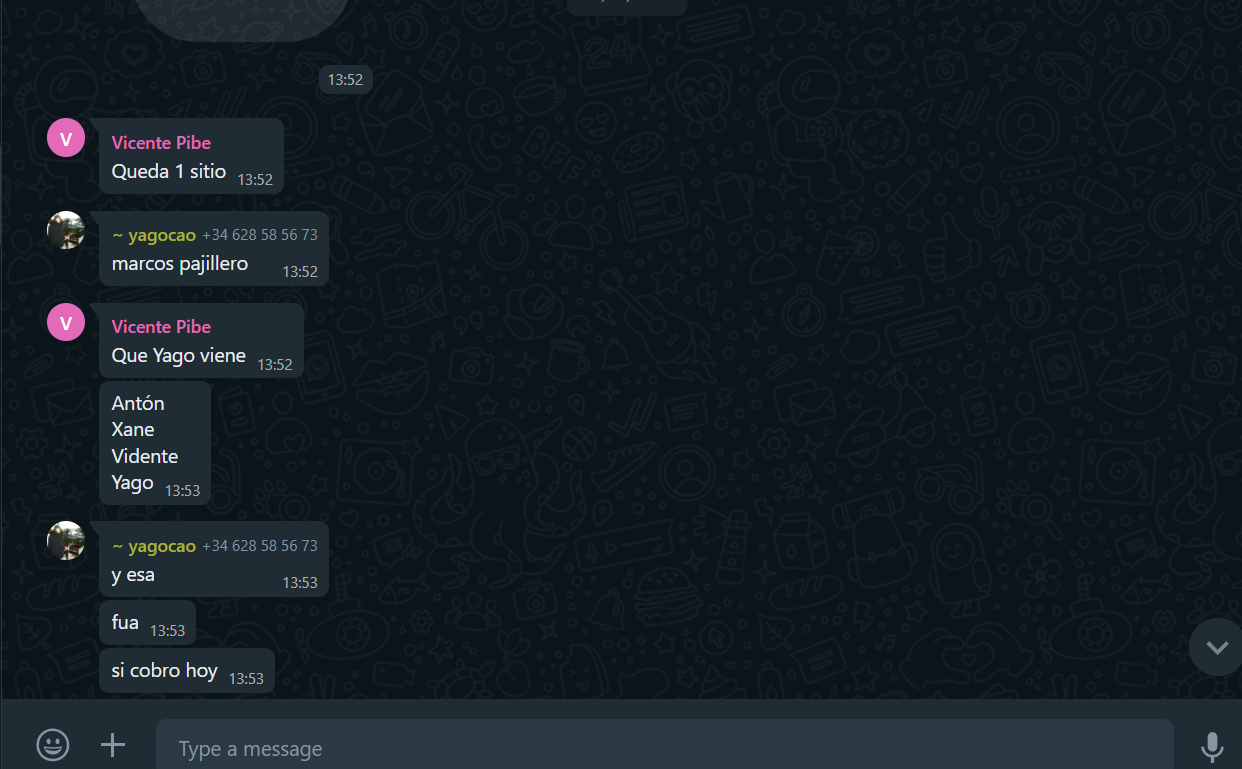 13:52
V
Vicente Pibe
Queda 1 sitio 13:52
~ yagocao +34 628 58 56 73
marcos pajillero 13:52
V
Vicente Pibe
Que Yago viene 13:52
Antón
Xane
Vidente
Yago 13:53
~ yagocao +34 628 58 56 73
y esa 13:53
fua 13:53
si cobro hoy 13:53
Type a message